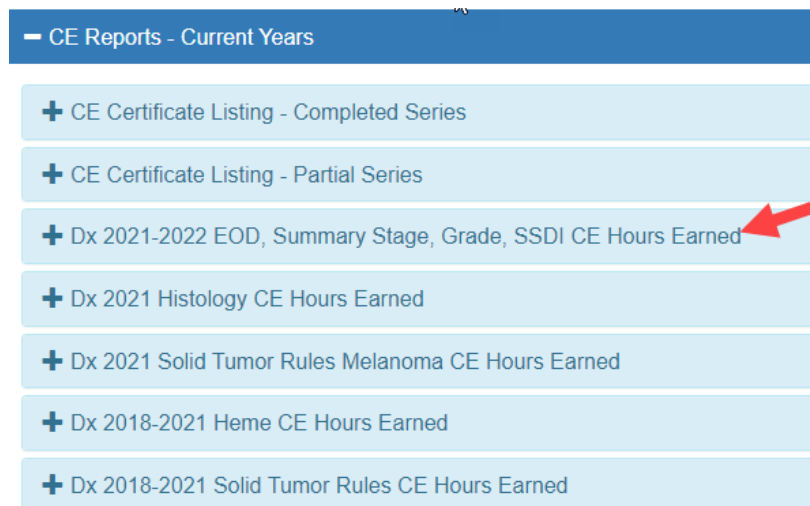 CE Reports - Current Years
CE Certificate Listing - Completed Series
CE Certificate Listing - Partial Series
Dx 2021-2022 EOD, Summary Stage, Grade, SSDI CE Hours Earned
Dx 2021 Histology CE Hours Earned
Dx 2021 Solid Tumor Rules Melanoma CE Hours Earned
Dx 2018-2021 Heme CE Hours Earned
Dx 2018-2021 Solid Tumor Rules CE Hours Earned